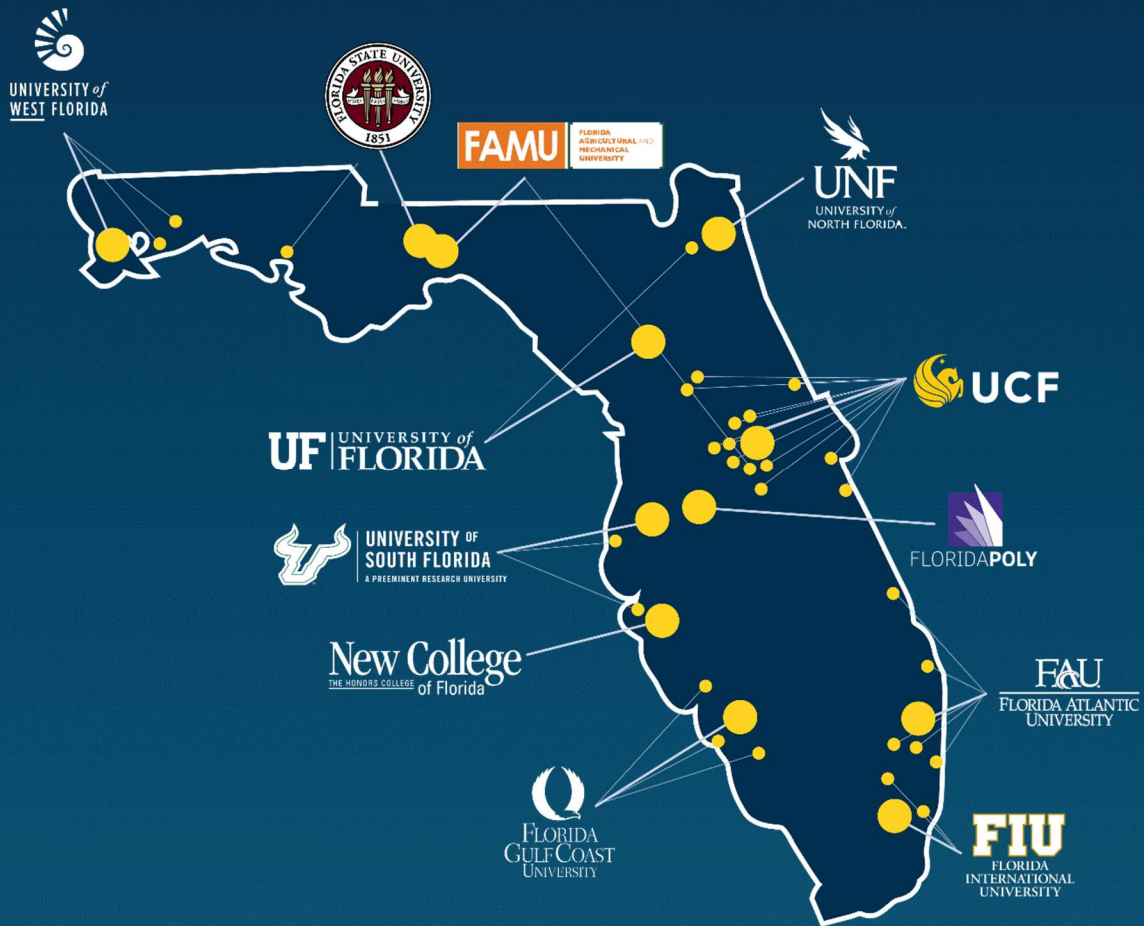 UNIVERSITY of
WEST FLORIDA
FLORIDA STATE UNIVERSITY
1851
FAMU
FLORIDA
AGRICULTURAL AND
MECHANICAL
UNIVERSITY
UNF
UNIVERSITY of
NORTH FLORIDA.
UCF
UF
UNIVERSITY of
FLORIDA
UNIVERSITY OF
SOUTH FLORIDA
A PREEMINENT RESEARCH UNIVERSITY
FLORIDAPOLY
New College
THE HONORS COLLEGE of Florida
FAU
FLORIDA ATLANTIC
UNIVERSITY
FLORIDA
GULF COAST
UNIVERSITY
FIU
FLORIDA
INTERNATIONAL
UNIVERSITY